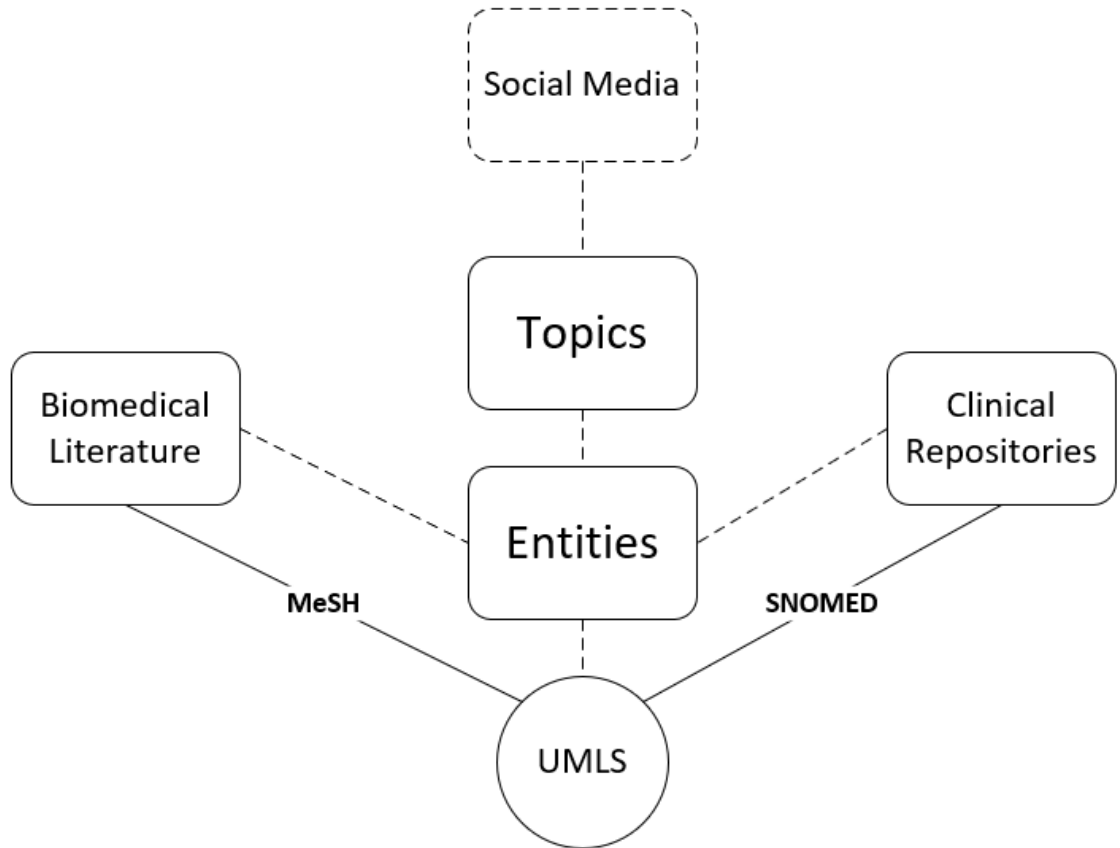 Social Media
Topics
Biomedical
Literature
Clinical
Repositories
Entities
MeSH
SNOMED
UMLS